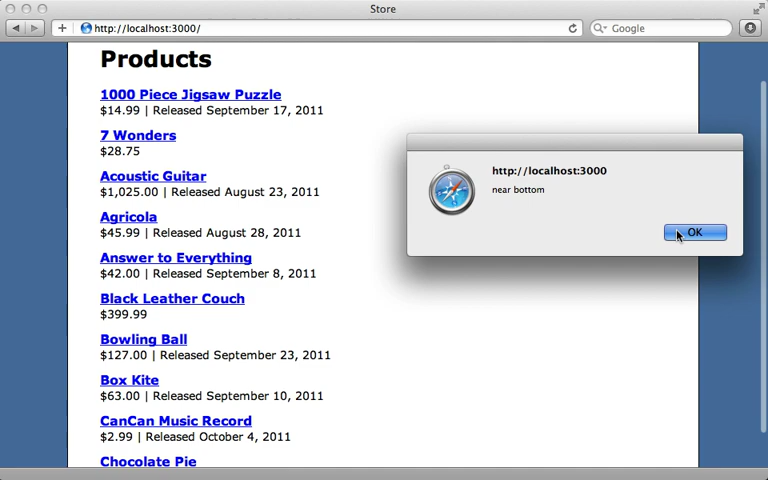 Store
http://localhost:3000/
Google
Products
1000 Piece Jigsaw Puzzle
$14.99 | Released September 17, 2011
7 Wonders
$28.75
Acoustic Guitar
$1,025.00 | Released August 23, 2011
Agricola
$45.99 | Released August 28, 2011
Answer to Everything
$42.00 | Released September 8, 2011
Black Leather Couch
$399.99
Bowling Ball
$127.00 | Released September 23, 2011
Box Kite
$63.00 | Released September 10, 2011
CanCan Music Record
$2.99 | Released October 4, 2011
Chocolate Pie
http://localhost:3000
near bottom
OK